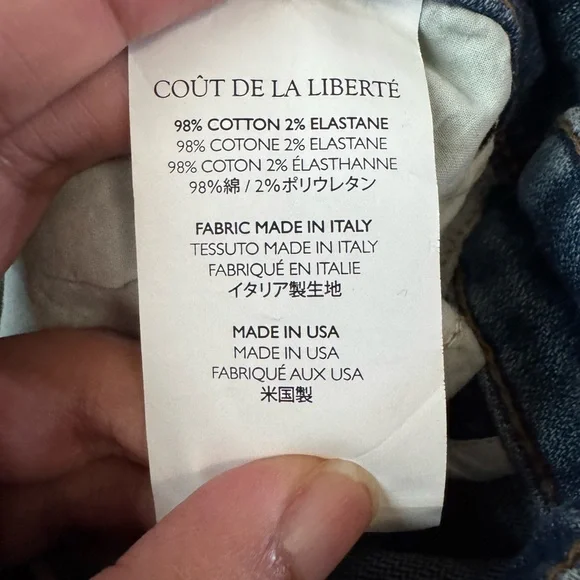 COÛT DE LA LIBERTÉ
98% COTTON 2% ELASTANE
98% COTONE 2% ELASTANE
98% COTON 2% ÉLASTHANNE
98%綿 / 2%ポリウレタン
FABRIC MADE IN ITALY
TESSUTO MADE IN ITALY
FABRIQUÉ EN ITALIE
イタリア製生地
MADE IN USA
MADE IN USA
FABRIQUÉ AUX USA
米国製